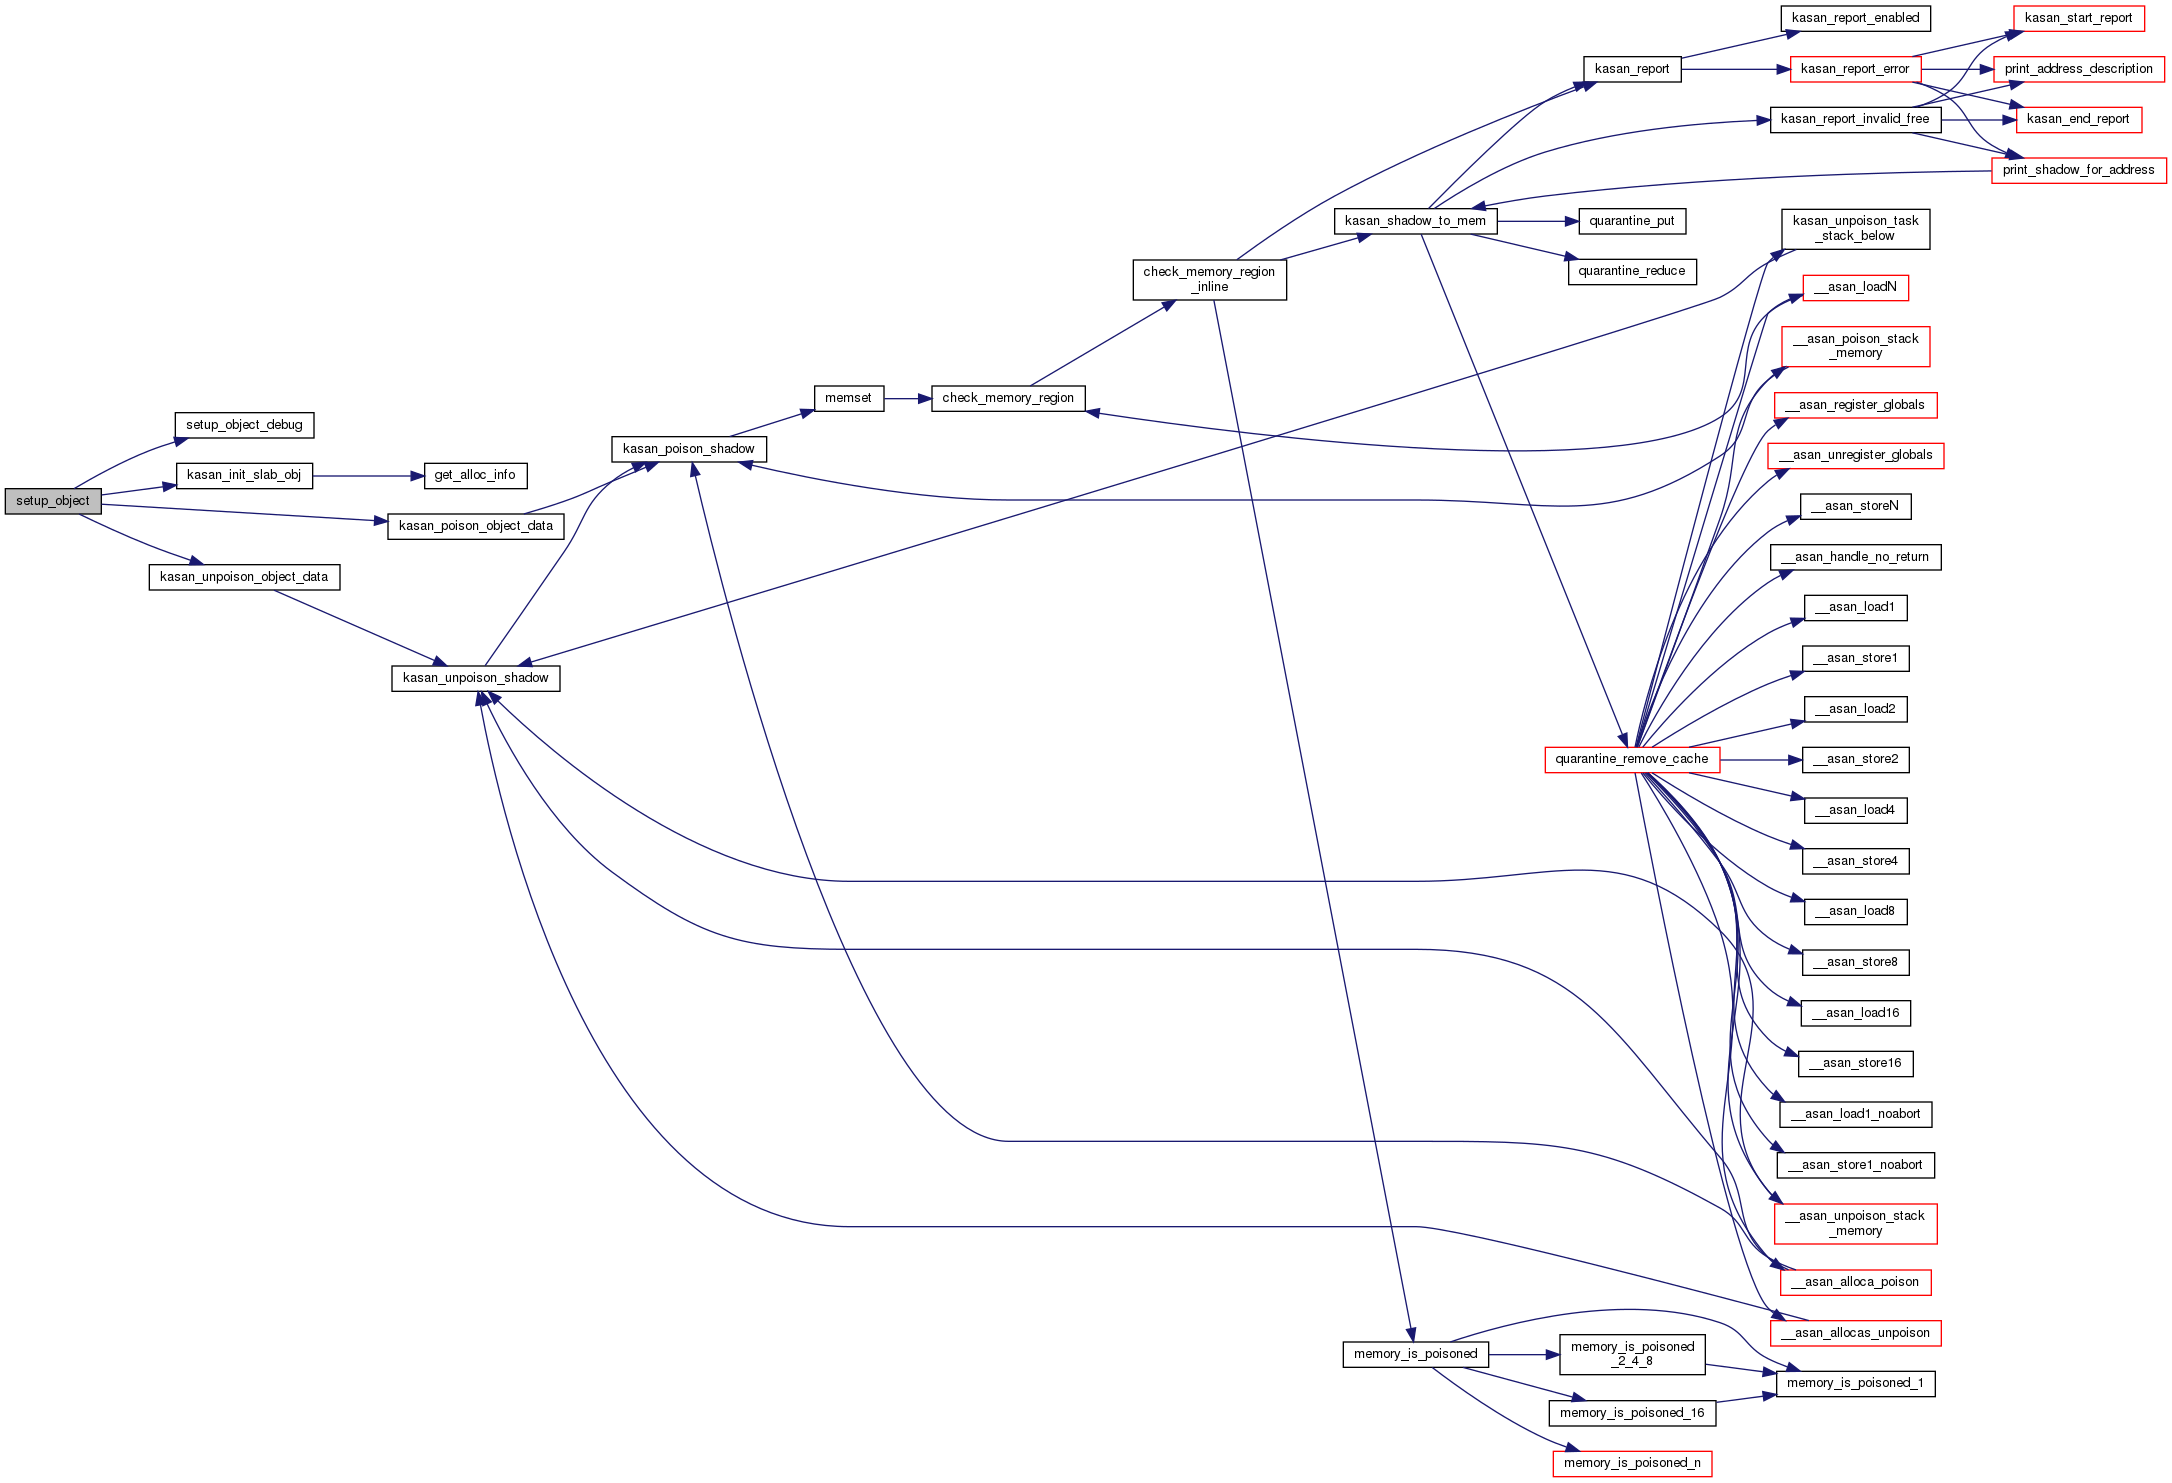 kasan_report_enabled
kasan_start_report
kasan_report
kasan_report_error
print_address_description
kasan_report_invalid_free
kasan_end_report
print_shadow_for_address
kasan_shadow_to_mem
quarantine_put
kasan_unpoison_task
_stack_below
check_memory_region
_inline
quarantine_reduce
__asan_loadN
__asan_poison_stack
_memory
memset
check_memory_region
__asan_register_globals
setup_object_debug
kasan_poison_shadow
__asan_unregister_globals
kasan_init_slab_obj
get_alloc_info
setup_object
__asan_storeN
kasan_poison_object_data
__asan_handle_no_return
kasan_unpoison_object_data
__asan_load1
__asan_store1
kasan_unpoison_shadow
__asan_load2
quarantine_remove_cache
__asan_store2
__asan_load4
__asan_store4
__asan_load8
__asan_store8
__asan_load16
__asan_store16
__asan_load1_noabort
__asan_store1_noabort
__asan_unpoison_stack
_memory
__asan_alloca_poison
__asan_allocas_unpoison
memory_is_poisoned
memory_is_poisoned
_2_4_8
memory_is_poisoned_1
memory_is_poisoned_16
memory_is_poisoned_n